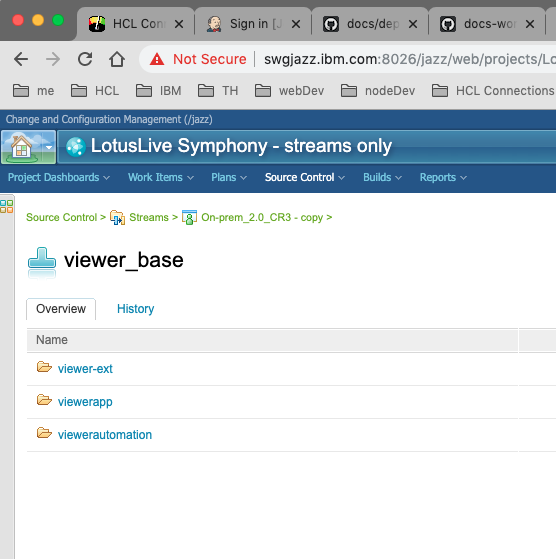 HCL Conn
Sign in [J
docs/dep
docs-wor
Not Secure swgjazz.ibm.com:8026/jazz/web/projects/Lo
me HCL IBM TH webDev nodeDev HCL Connections
Change and Configuration Management (/jazz)
LotusLive Symphony - streams only
Project Dashboards Work Items Plans Source Control Builds Reports
Source Control > Streams > On-prem_2.0_CR3 - copy >
viewer_base
Overview History
Name
viewer-ext
viewerapp
viewerautomation